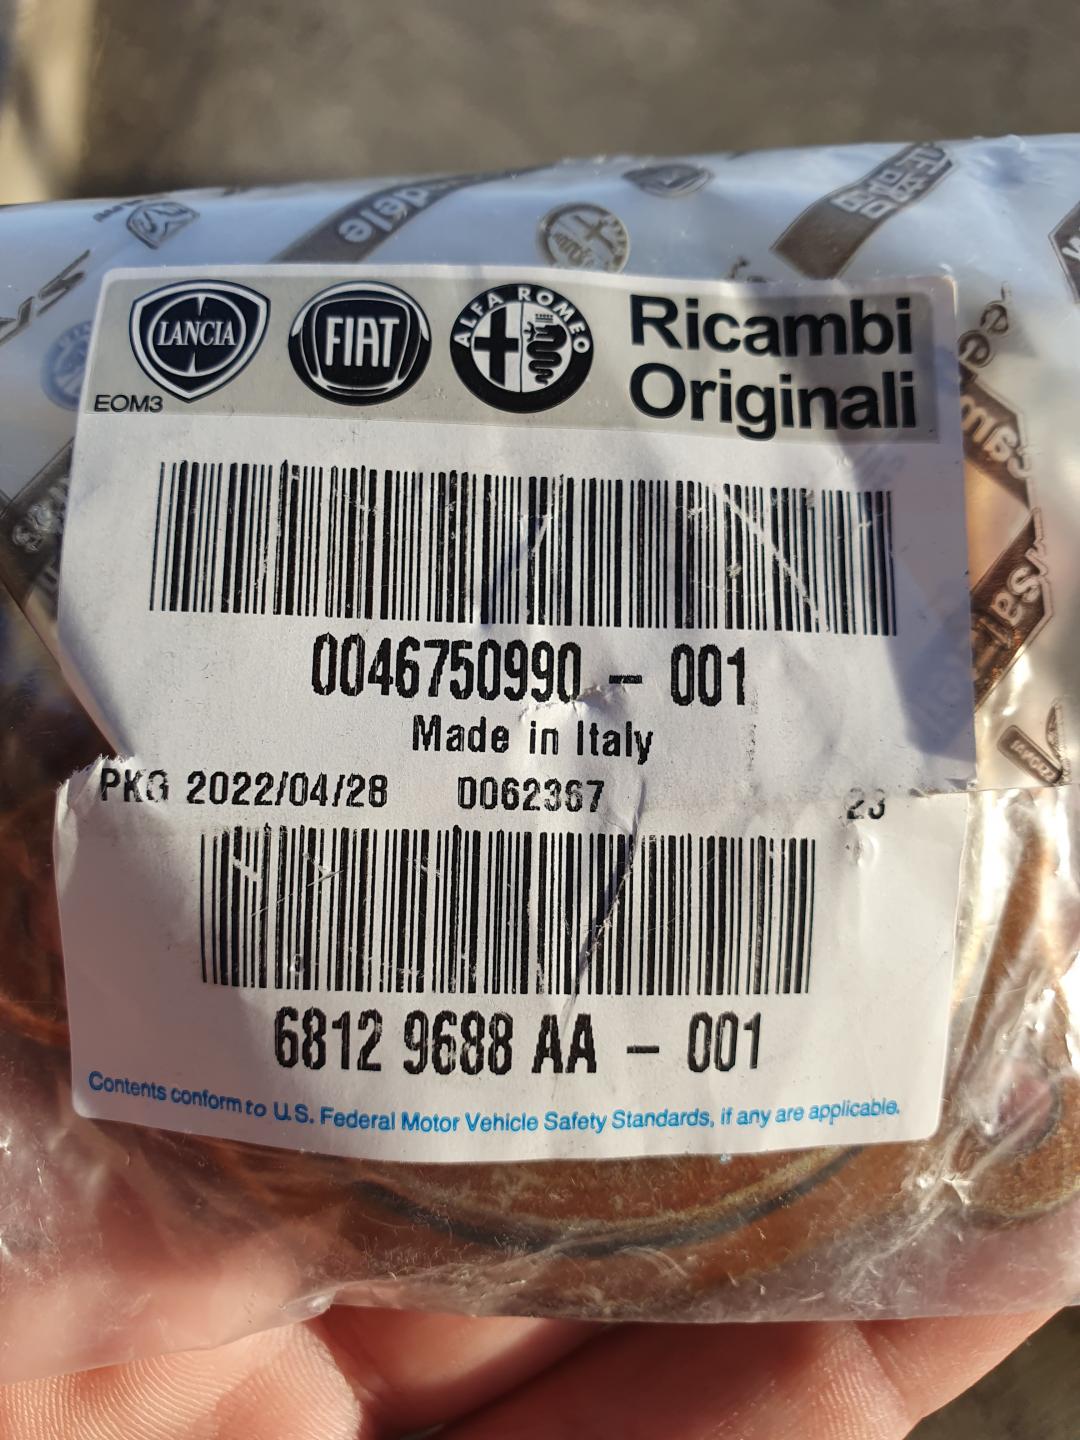 LANCIA
FIAT
ALFA ROMEO
Ricambi
Originali
EOM3
0046750990 - 001
Made in Italy
PKG 2022/04/28 0062367 23
6812 9688 AA - 001
Contents conform to U.S. Federal Motor Vehicle Safety Standards, if any are applicable.